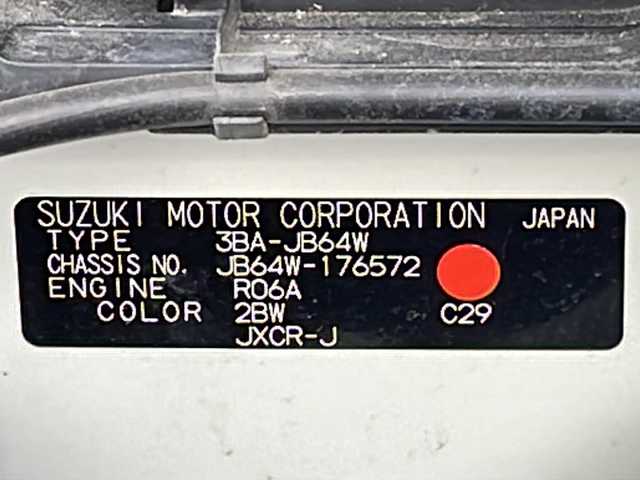 SUZUKI MOTOR CORPORATION JAPAN
TYPE 3BA-JB64W
CHASSIS NO. JB64W-176572
ENGINE R06A
COLOR 2BW C29
JXCR-J